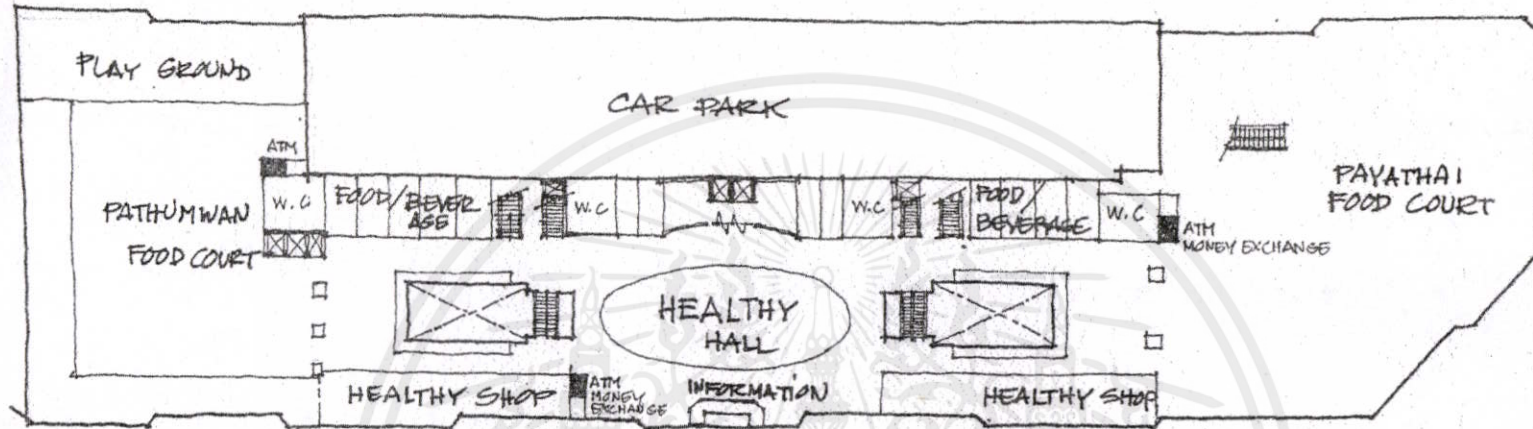 PLAY GROUND
CAR PARK
ATM
PATHUMWAN
FOOD COURT
W.C
FOOD/BEVER
AGE
W.C
W.C
FOOD/
BEVERAGE
W.C
ATM
MONEY EXCHANGE
PAYATHAI
FOOD COURT
HEALTHY
HALL
HEALTHY SHOP
ATM
MONEY
EXCHANGE
INFORMATION
HEALTHY SHOP